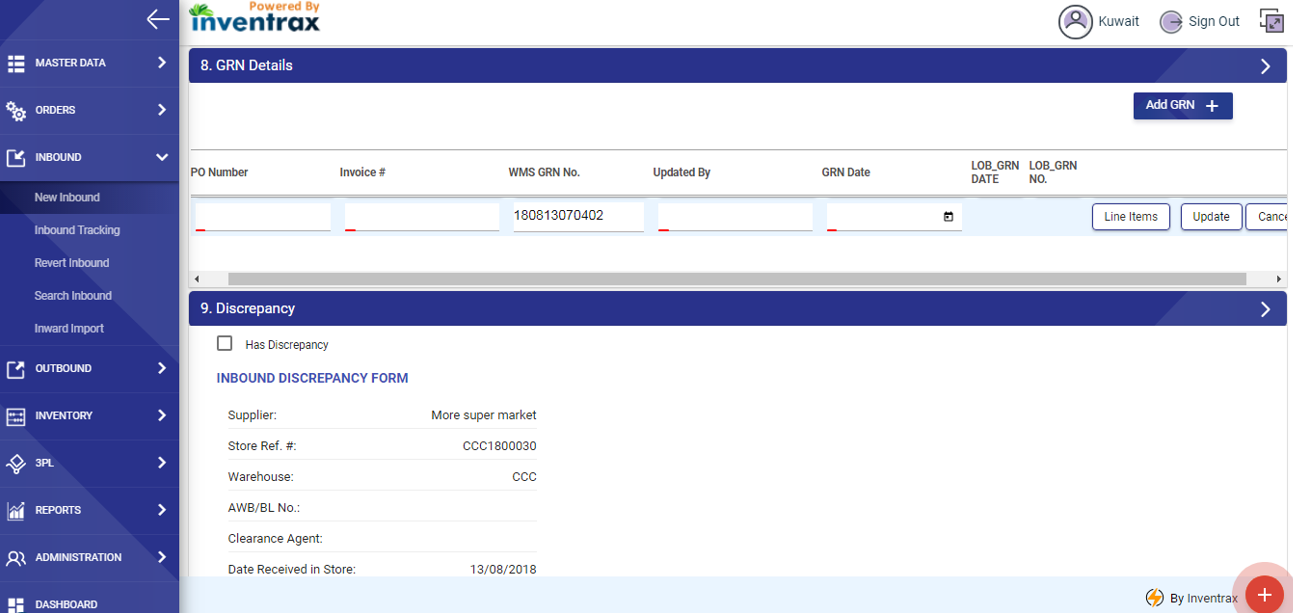 Powered By
inventrax
Kuwait
Sign Out
MASTER DATA
ORDERS
INBOUND
New Inbound
Inbound Tracking
Revert Inbound
Search Inbound
Inward Import
OUTBOUND
INVENTORY
3PL
REPORTS
ADMINISTRATION
DASHBOARD
8. GRN Details
Add GRN +
PO Number Invoice # WMS GRN No. Updated By GRN Date LOB_GRN DATE LOB_GRN NO.
180813070402 Line Items Update Cance
9. Discrepancy
Has Discrepancy
INBOUND DISCREPANCY FORM
Supplier: More super market
Store Ref. #: CCC1800030
Warehouse: CCC
AWB/BL No.:
Clearance Agent:
Date Received in Store: 13/08/2018
By Inventrax
+